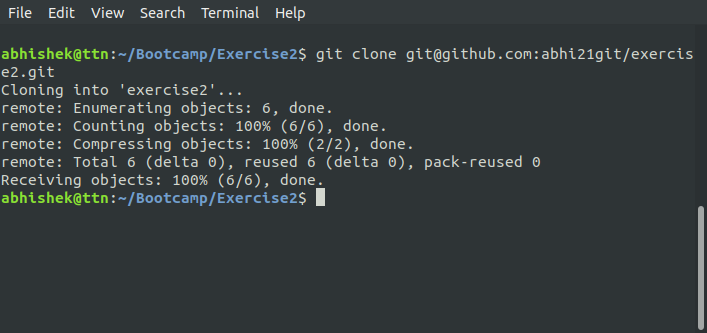 File Edit View Search Terminal Help
abhishek@ttn:~/Bootcamp/Exercise2$ git clone git@github.com:abhi21git/exercis
e2.git
Cloning into 'exercise2'...
remote: Enumerating objects: 6, done.
remote: Counting objects: 100% (6/6), done.
remote: Compressing objects: 100% (2/2), done.
remote: Total 6 (delta 0), reused 6 (delta 0), pack-reused 0
Receiving objects: 100% (6/6), done.
abhishek@ttn:~/Bootcamp/Exercise2$